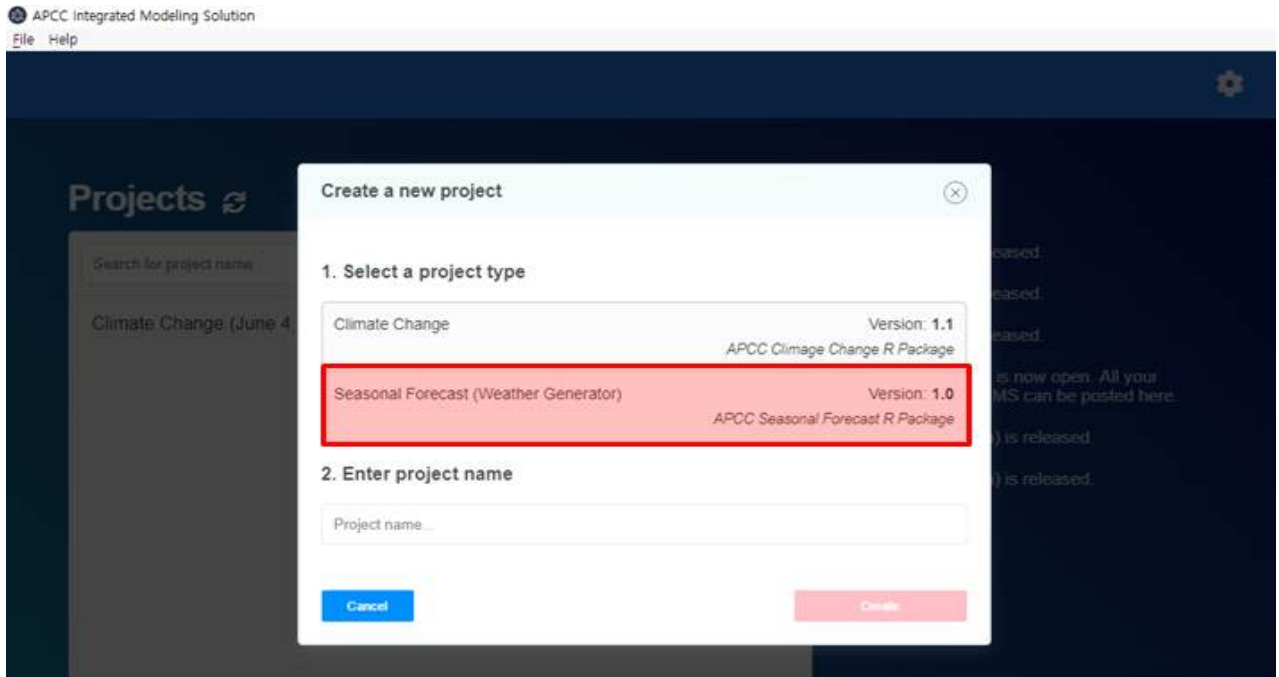 APCC Integrated Modeling Solution
File Help
Projects
Create a new project
Search for project name
1. Select a project type
eased.
eased.
Climate Change (June 4,
Climate Change Version: 1.1
APCC Climage Change R Package
eased.
Seasonal Forecast (Weather Generator) Version: 1.0
APCC Seasonal Forecast R Package
is now open. All your
MS can be posted here.
) is released.
2. Enter project name
) is released.
Project name...
Cancel Create